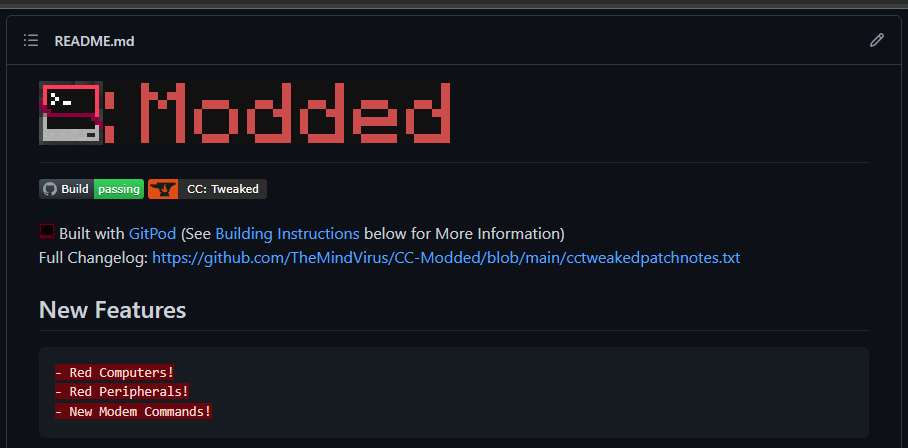 README.md
: Modded
Build passing CC: Tweaked
Built with GitPod (See Building Instructions below for More Information)
Full Changelog: https://github.com/TheMindVirus/CC-Modded/blob/main/cctweakedpatchnotes.txt
New Features
- Red Computers!
- Red Peripherals!
- New Modem Commands!